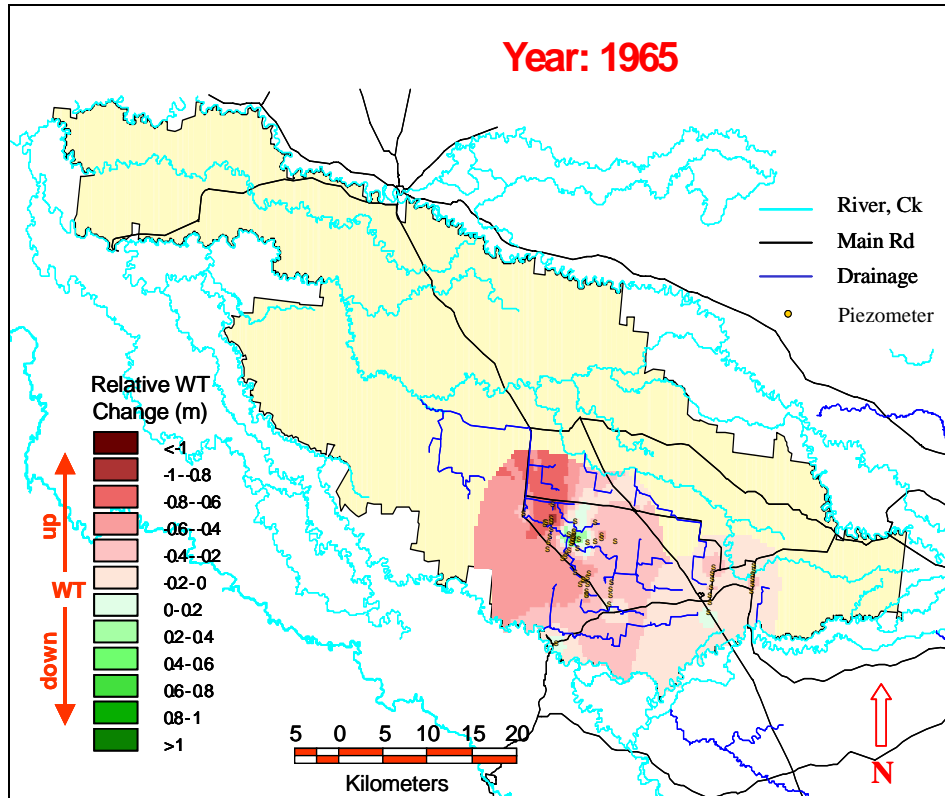 Year: 1965
River, Ck
Main Rd
Drainage
Piezometer
Relative WT
Change (m)
<-1
-1--0.8
-0.8--0.6
-0.6--0.4
-0.4--0.2
-0.2-0
0-0.2
0.2-0.4
0.4-0.6
0.6-0.8
0.8-1
>1
up
WT
down
5 0 5 10 15 20
Kilometers
N